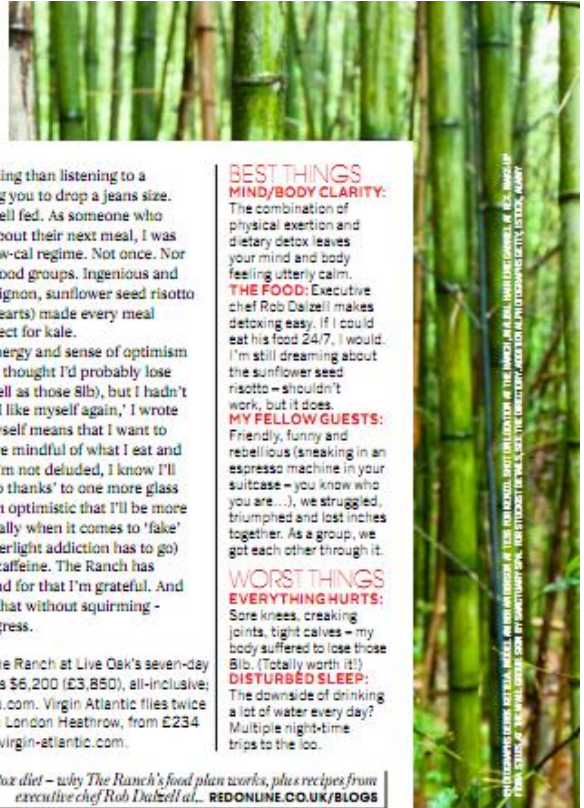 ing than listening to a
g you to drop a jeans size.
ell fed. As someone who
bout their next meal, I was
w-cal regime. Not once. Nor
ood groups. Ingenious and
ignon, sunflower seed risotto
earts) made every meal
ect for kale.
ergy and sense of optimism
thought I'd probably lose
ell as those 8lb), but I hadn't
I like myself again,' I wrote
self means that I want to
e mindful of what I eat and
'm not deluded, I know I'll
o thanks' to one more glass
n optimistic that I'll be more
ally when it comes to 'fake'
erlight addiction has to go)
caffeine. The Ranch has
d for that I'm grateful. And
hat without squirming -
gress.
e Ranch at Live Oak's seven-day
s $6,200 (£3,850), all-inclusive;
.com. Virgin Atlantic flies twice
London Heathrow, from £234
virgin-atlantic.com.
BEST THINGS
MIND/BODY CLARITY:
The combination of
physical exertion and
dietary detox leaves
your mind and body
feeling utterly calm.
THE FOOD: Executive
chef Rob Dalzell makes
detoxing easy. If I could
eat his food 24/7, I would.
I'm still dreaming about
the sunflower seed
risotto – shouldn't
work, but it does.
MY FELLOW GUESTS:
Friendly, funny and
rebellious (sneaking in an
espresso machine in your
suitcase – you know who
you are...), we struggled,
triumphed and lost inches
together. As a group, we
got each other through it.
WORST THINGS
EVERYTHING HURTS:
Sore knees, creaking
joints, tight calves – my
body suffered to lose those
8lb. (Totally worth it!)
DISTURBED SLEEP:
The downside of drinking
a lot of water every day?
Multiple night-time
trips to the loo.
tox diet – why The Ranch's food plan works, plus recipes from
executive chef Rob Dalzell at... REDONLINE.CO.UK/BLOGS